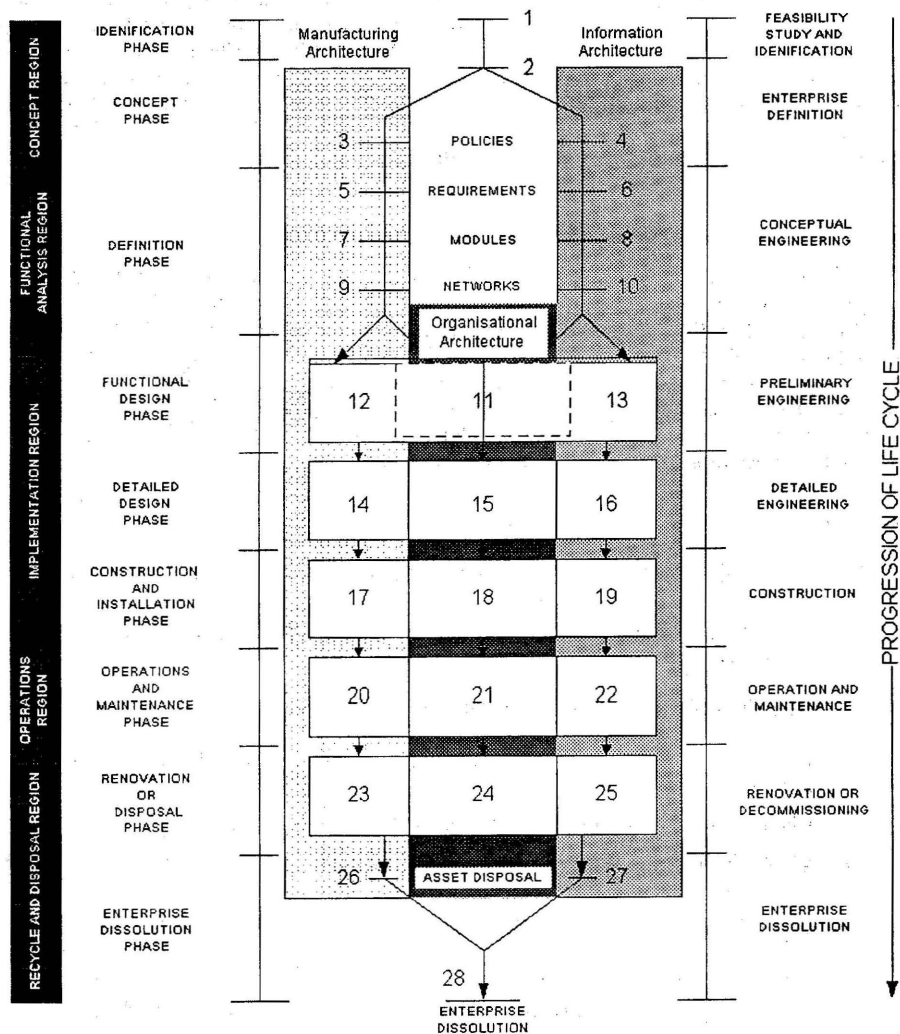 CONCEPT REGION
FUNCTIONAL
ANALYSIS REGION
IMPLEMENTATION REGION
OPERATIONS
REGION
RECYCLE AND DISPOSAL REGION
IDENIFICATION
PHASE
CONCEPT
PHASE
DEFINITION
PHASE
FUNCTIONAL
DESIGN
PHASE
DETAILED
DESIGN
PHASE
CONSTRUCTION
AND
INSTALLATION
PHASE
OPERATIONS
AND
MAINTENANCE
PHASE
RENOVATION
OR
DISPOSAL
PHASE
ENTERPRISE
DISSOLUTION
PHASE
Manufacturing
Architecture
1
2
Information
Architecture
3 POLICIES 4
5 REQUIREMENTS 6
7 MODULES 8
9 NETWORKS 10
Organisational
Architecture
12 11 13
14 15 16
17 18 19
20 21 22
23 24 25
26 ASSET DISPOSAL 27
28
ENTERPRISE
DISSOLUTION
FEASIBILITY
STUDY AND
IDENIFICATION
ENTERPRISE
DEFINITION
CONCEPTUAL
ENGINEERING
PRELIMINARY
ENGINEERING
DETAILED
ENGINEERING
CONSTRUCTION
OPERATION AND
MAINTENANCE
RENOVATION OR
DECOMMISSIONING
ENTERPRISE
DISSOLUTION
PROGRESSION OF LIFE CYCLE